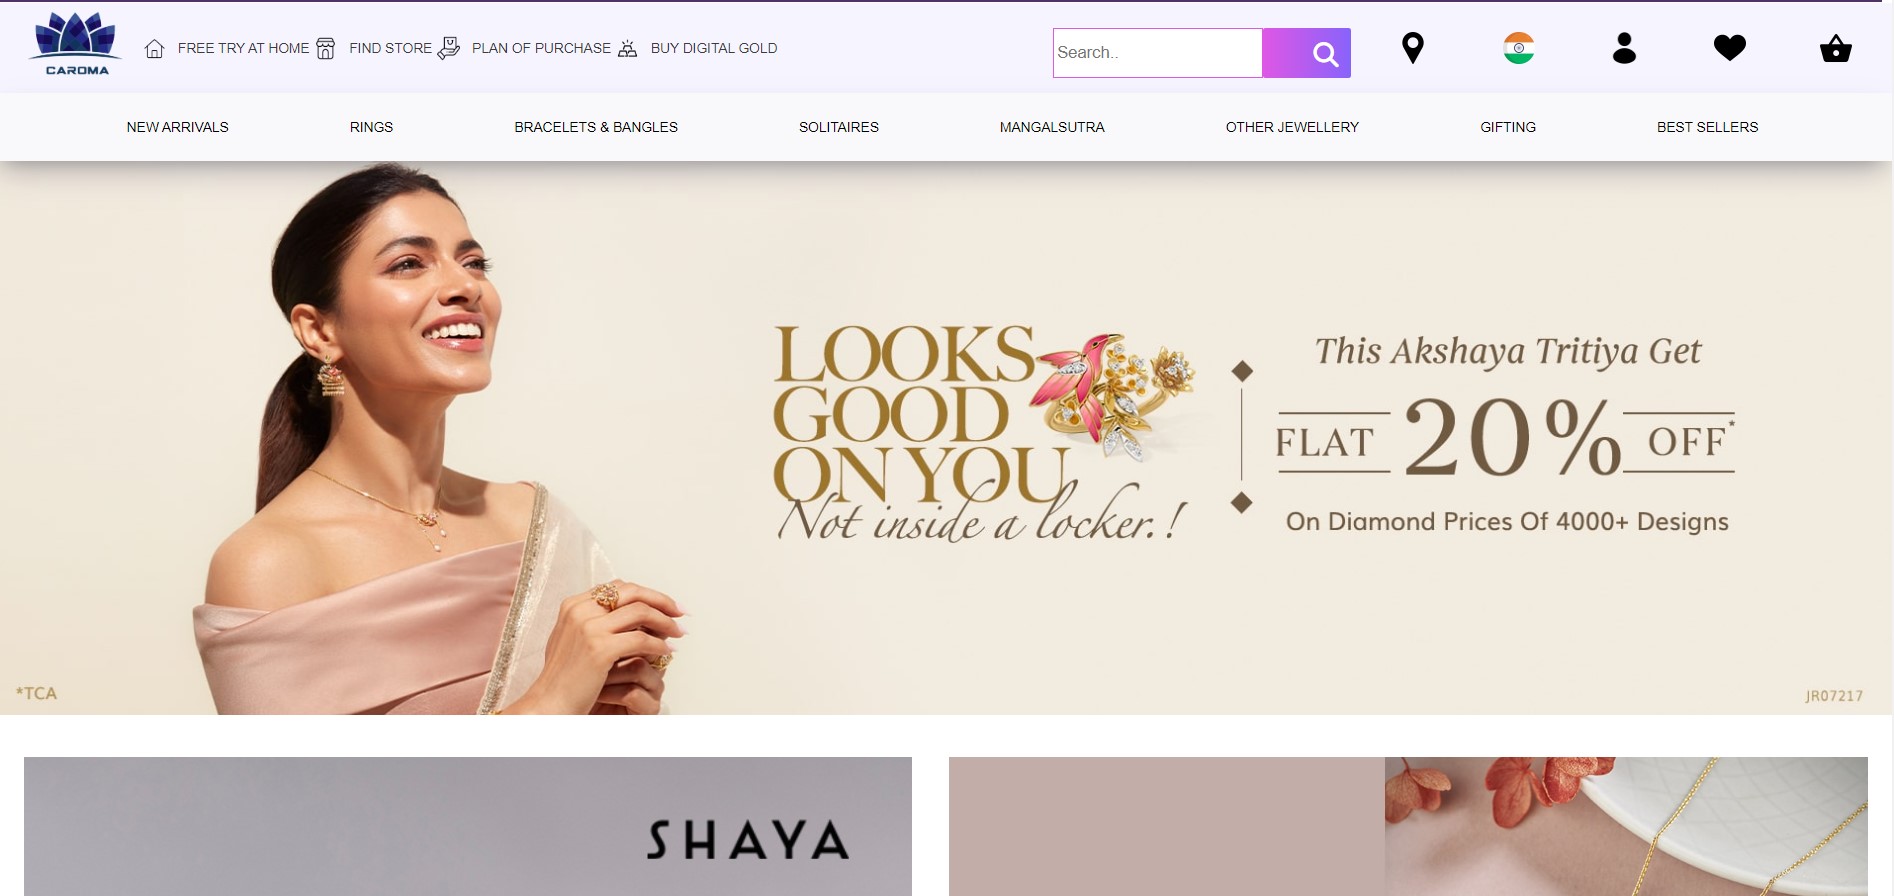 CAROMA
FREE TRY AT HOME
FIND STORE
PLAN OF PURCHASE
BUY DIGITAL GOLD
Search..
NEW ARRIVALS
RINGS
BRACELETS & BANGLES
SOLITAIRES
MANGALSUTRA
OTHER JEWELLERY
GIFTING
BEST SELLERS
LOOKS
GOOD
ON YOU
Not inside a locker.!
This Akshaya Tritiya Get
FLAT 20% OFF*
On Diamond Prices Of 4000+ Designs
*TCA
JR07217
SHAYA